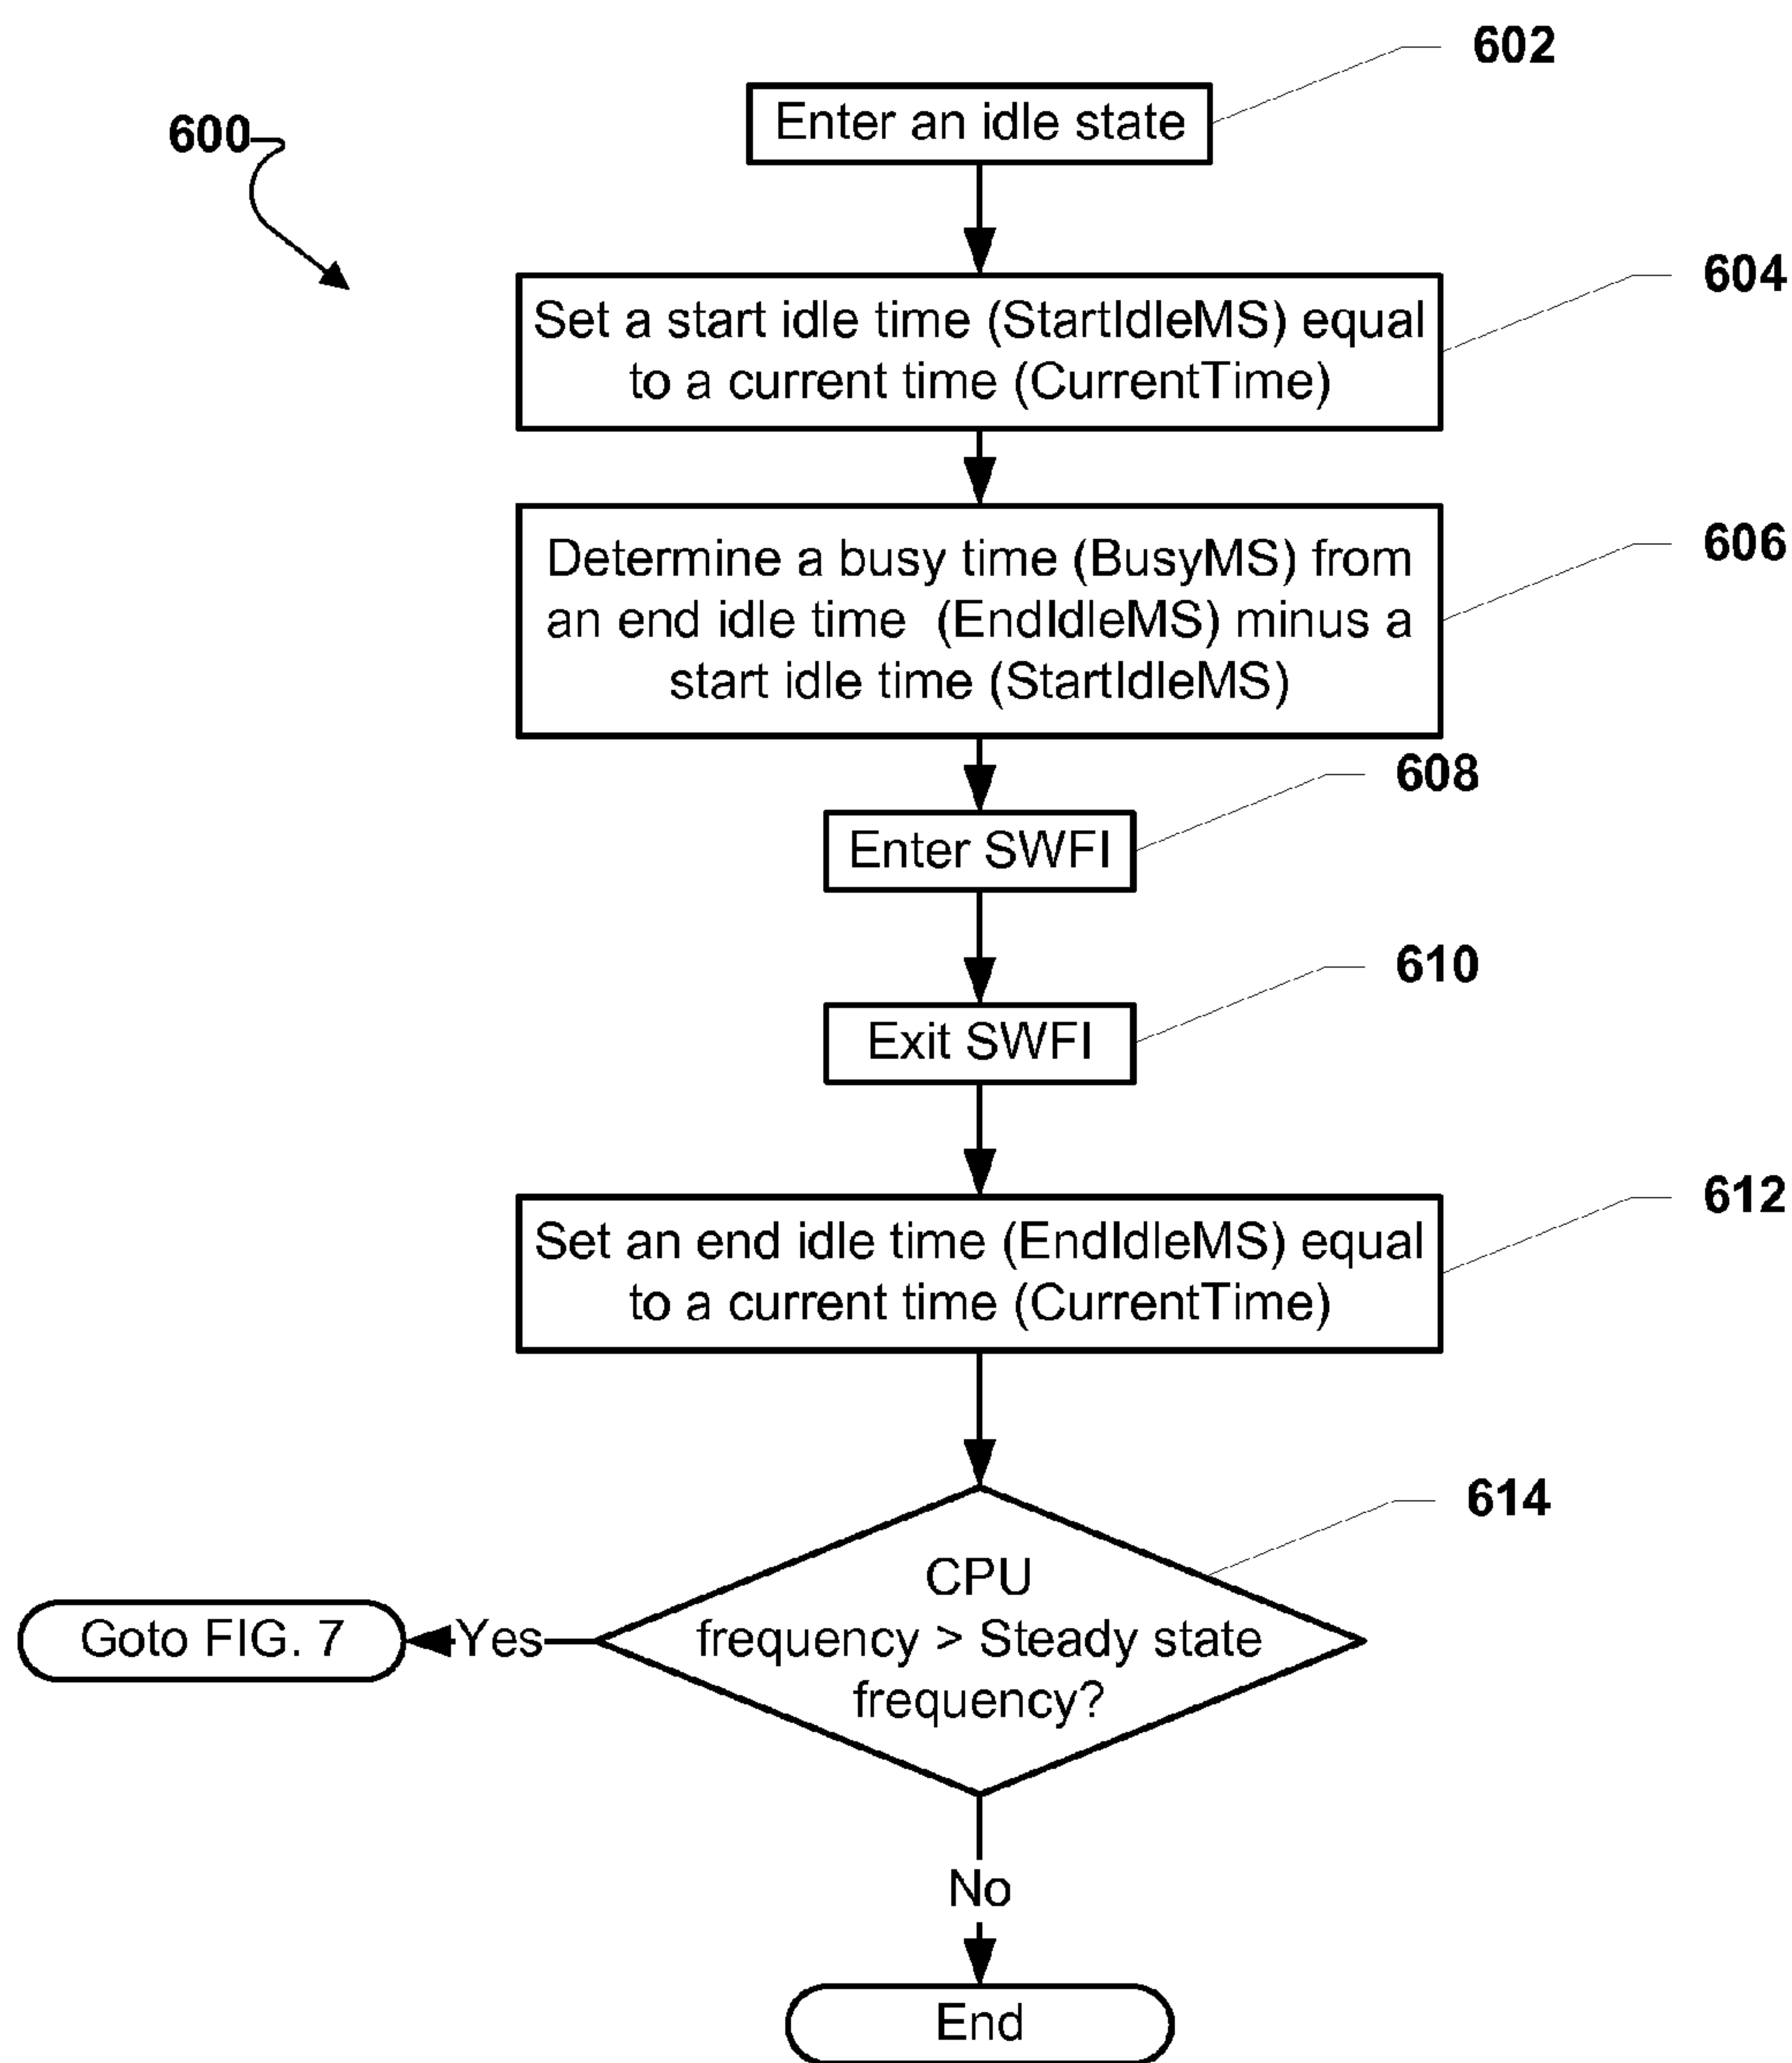 602
Enter an idle state
600
604
Set a start idle time (StartIdleMS) equal
to a current time (CurrentTime)
606
Determine a busy time (BusyMS) from
an end idle time (EndIdleMS) minus a
start idle time (StartIdleMS)
608
Enter SWFI
610
Exit SWFI
612
Set an end idle time (EndIdleMS) equal
to a current time (CurrentTime)
614
CPU
frequency > Steady state
frequency?
Yes
Goto FIG. 7
No
End